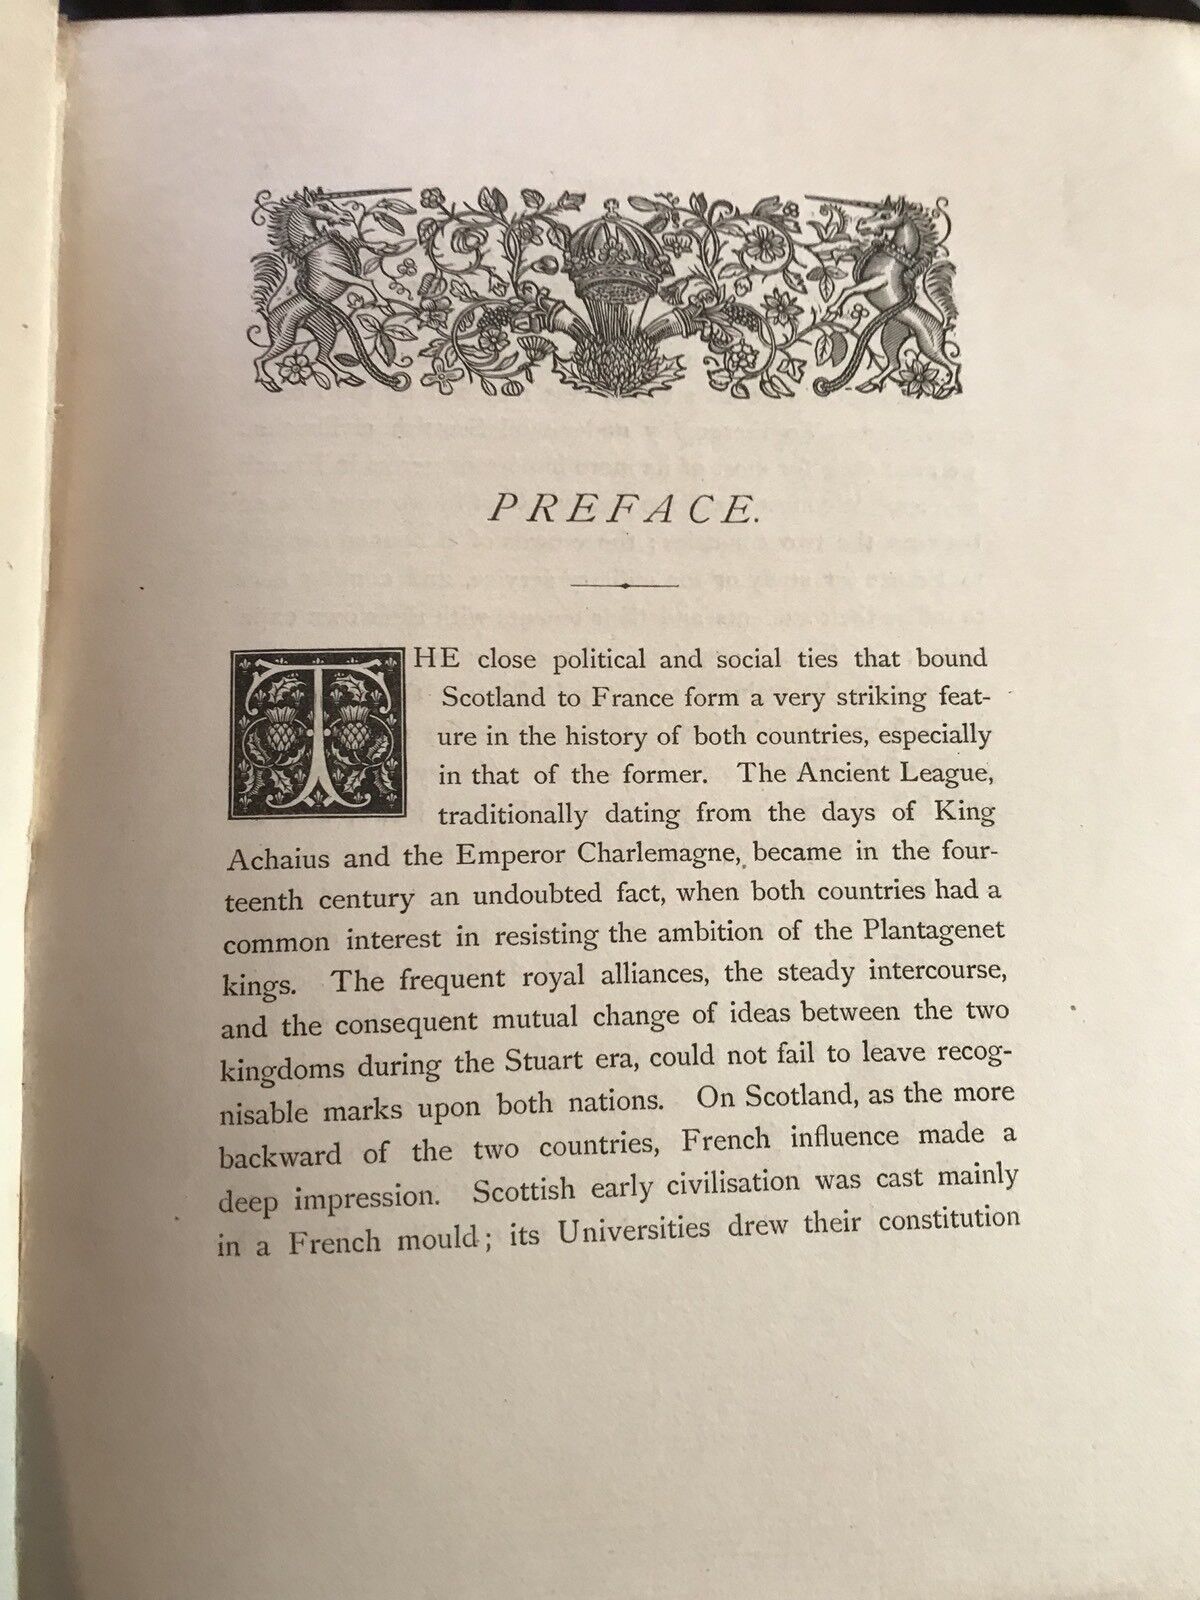 PREFACE.
THE close political and social ties that bound
Scotland to France form a very striking feat-
ure in the history of both countries, especially
in that of the former. The Ancient League,
traditionally dating from the days of King
Achaius and the Emperor Charlemagne, became in the four-
teenth century an undoubted fact, when both countries had a
common interest in resisting the ambition of the Plantagenet
kings. The frequent royal alliances, the steady intercourse,
and the consequent mutual change of ideas between the two
kingdoms during the Stuart era, could not fail to leave recog-
nisable marks upon both nations. On Scotland, as the more
backward of the two countries, French influence made a
deep impression. Scottish early civilisation was cast mainly
in a French mould; its Universities drew their constitution